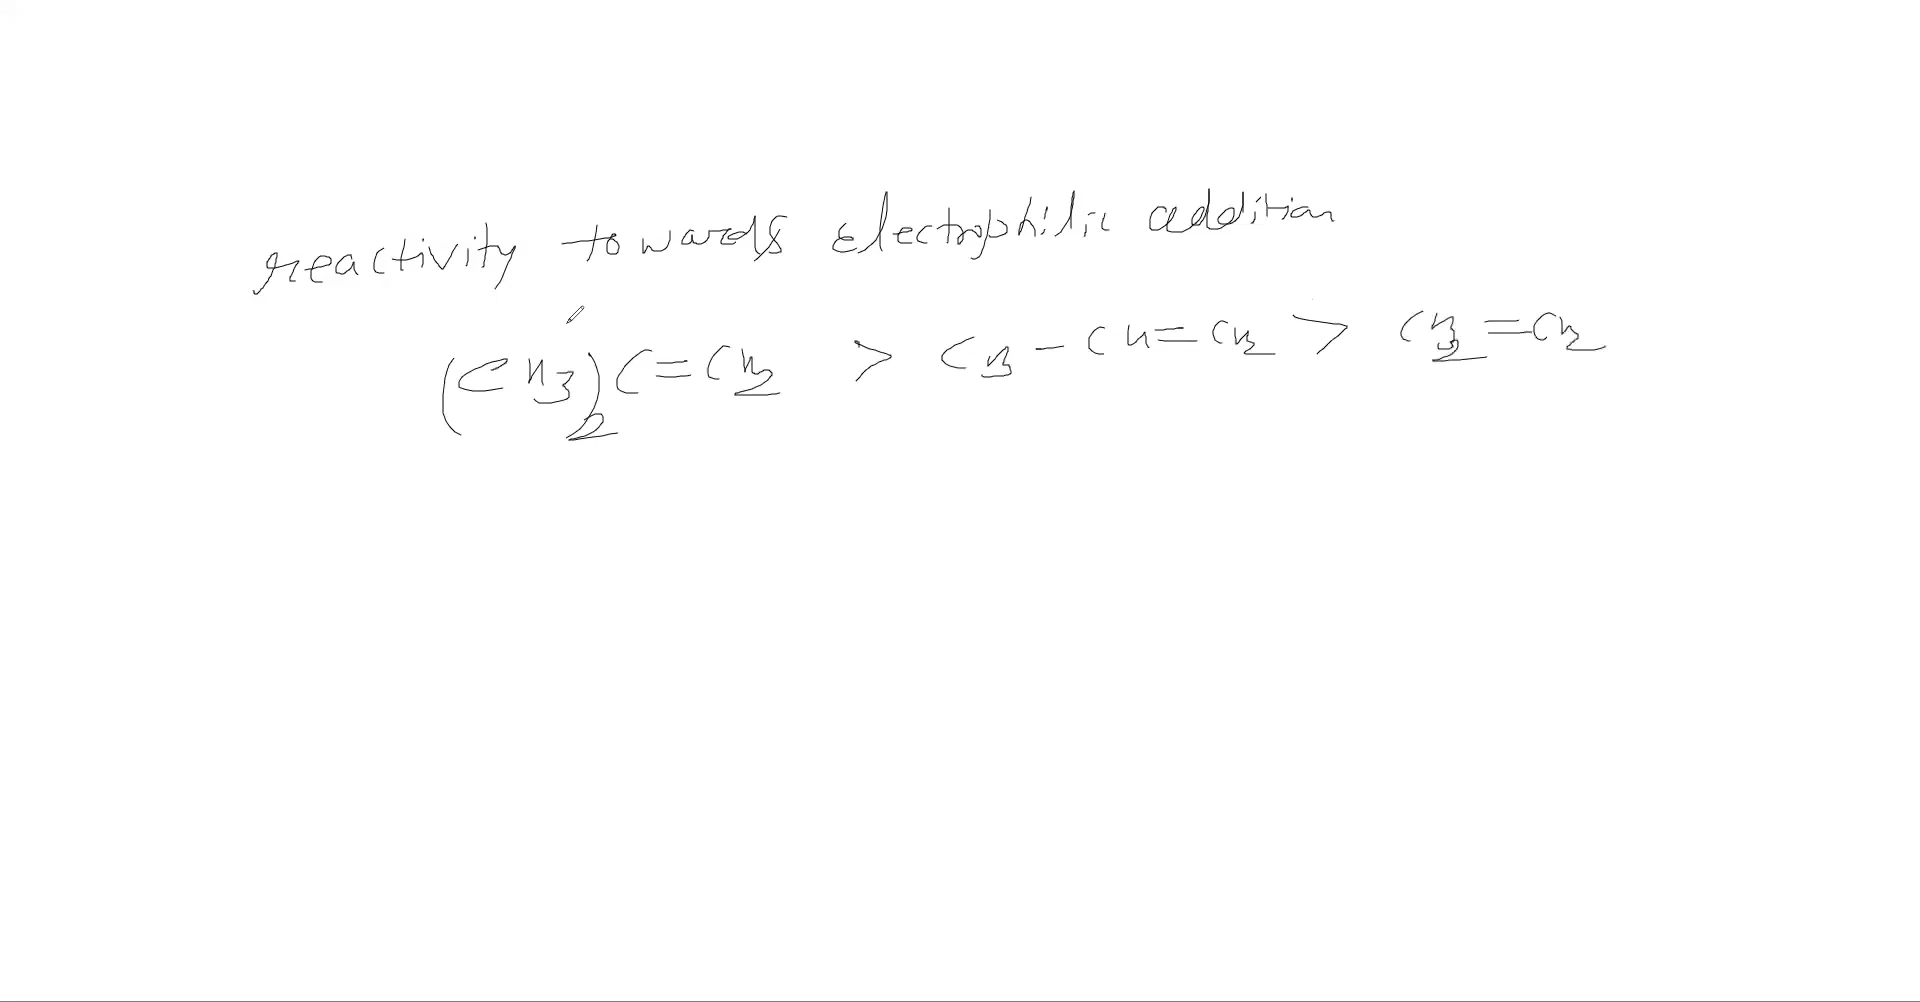 reactivity towards electrophilic addition
(CH3)2C=CH2 > CH3-CH=CH2 > CH2=CH2